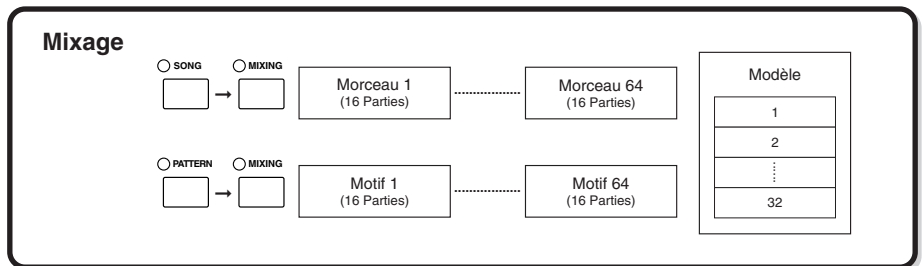 Mixage
SONG MIXING
Morceau 1
(16 Parties)
Morceau 64
(16 Parties)
PATTERN MIXING
Motif 1
(16 Parties)
Motif 64
(16 Parties)
Modèle
1
2
32